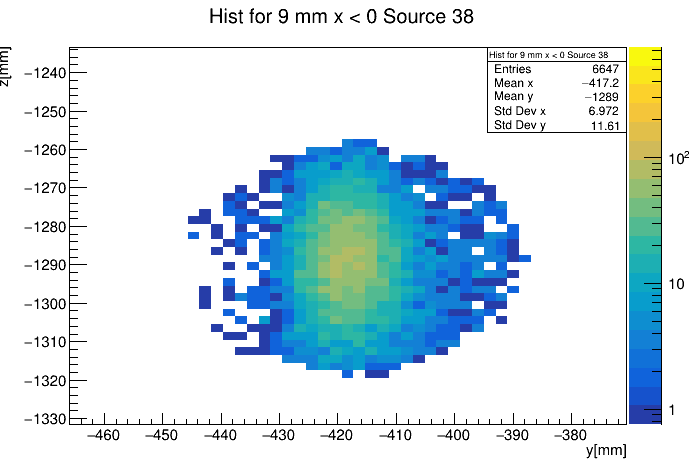 Hist for 9 mm x < 0 Source 38
z[mm]
Hist for 9 mm x < 0 Source 38
Entries 6647
Mean x −417.2
Mean y −1289
Std Dev x 6.972
Std Dev y 11.61
−1240
−1250
−1260
−1270
−1280
−1290
−1300
−1310
−1320
−1330
−460 −450 −440 −430 −420 −410 −400 −390 −380
y[mm]
10²
10
1